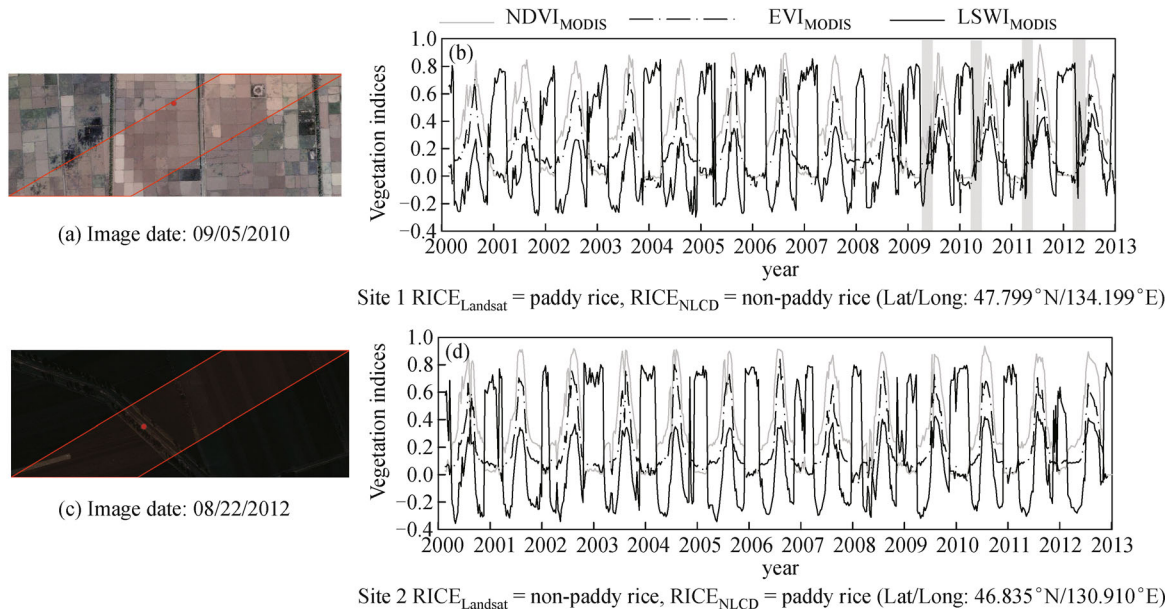 NDVI_MODIS EVI_MODIS LSWI_MODIS
(b)
Vegetation indices
1.0
0.8
0.6
0.4
0.2
0.0
−0.2
−0.4
2000 2001 2002 2003 2004 2005 2006 2007 2008 2009 2010 2011 2012 2013
year
(a) Image date: 09/05/2010
Site 1 RICE_Landsat = paddy rice, RICE_NLCD = non-paddy rice (Lat/Long: 47.799°N/134.199°E)
(d)
Vegetation indices
1.0
0.8
0.6
0.4
0.2
0.0
−0.2
−0.4
2000 2001 2002 2003 2004 2005 2006 2007 2008 2009 2010 2011 2012 2013
year
(c) Image date: 08/22/2012
Site 2 RICE_Landsat = non-paddy rice, RICE_NLCD = paddy rice (Lat/Long: 46.835°N/130.910°E)